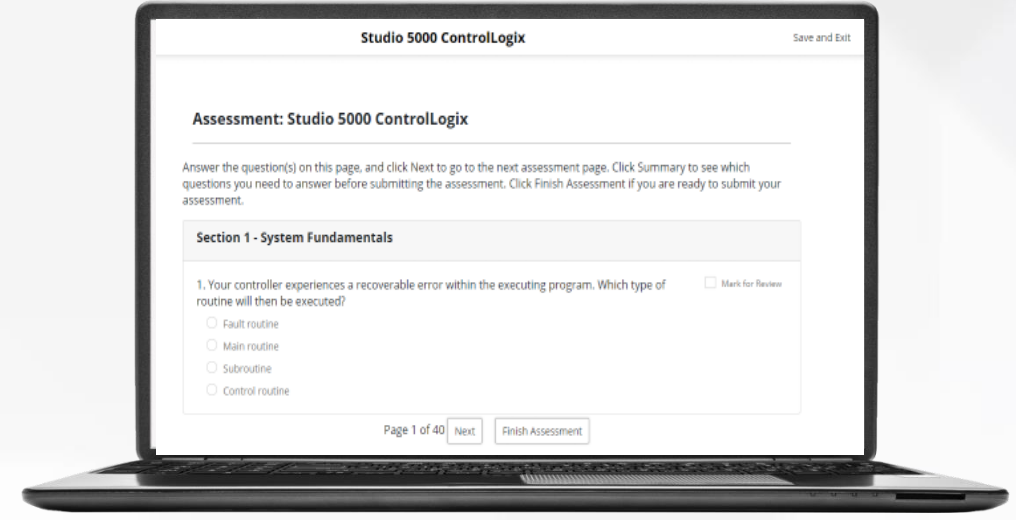 Studio 5000 ControlLogix
Save and Exit
Assessment: Studio 5000 ControlLogix
Answer the question(s) on this page, and click Next to go to the next assessment page. Click Summary to see which
questions you need to answer before submitting the assessment. Click Finish Assessment if you are ready to submit your
assessment.
Section 1 - System Fundamentals
1. Your controller experiences a recoverable error within the executing program. Which type of
routine will then be executed?
Mark for Review
Fault routine
Main routine
Subroutine
Control routine
Page 1 of 40
Next
Finish Assessment